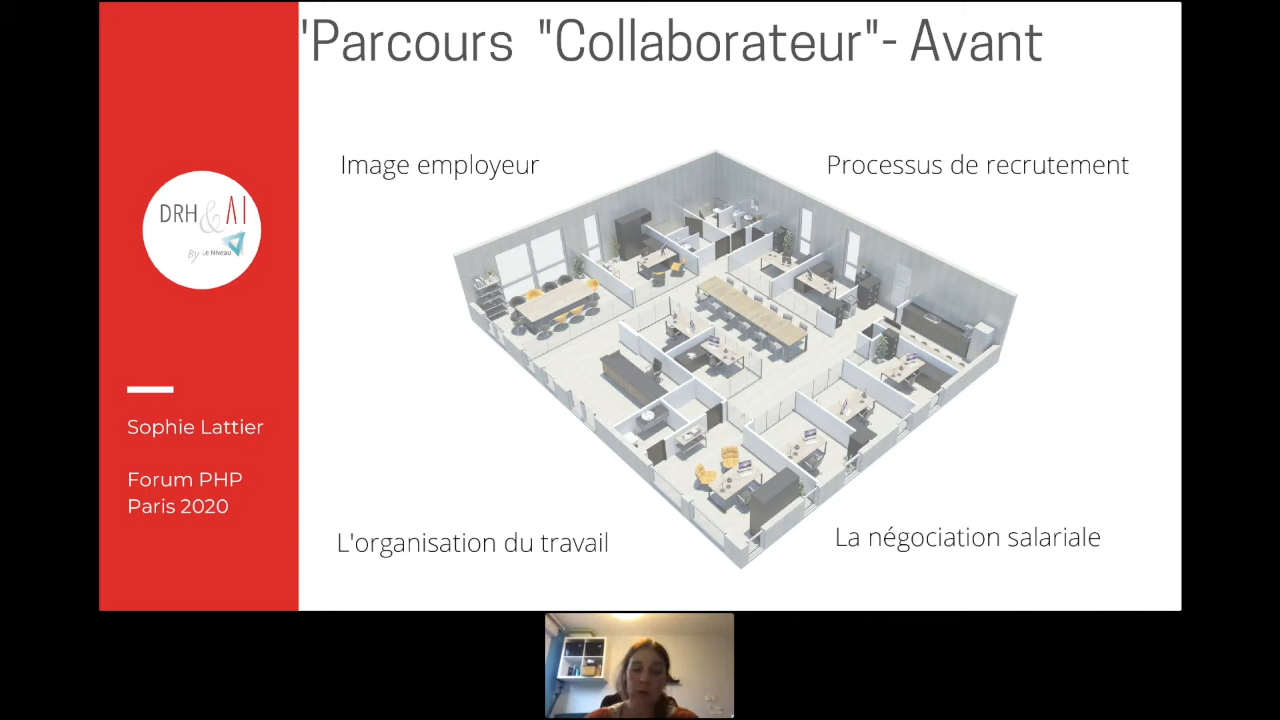 'Parcours "Collaborateur"- Avant
Image employeur
Processus de recrutement
DRH & AI
By Le Niveau
Sophie Lattier
Forum PHP
Paris 2020
L'organisation du travail
La négociation salariale